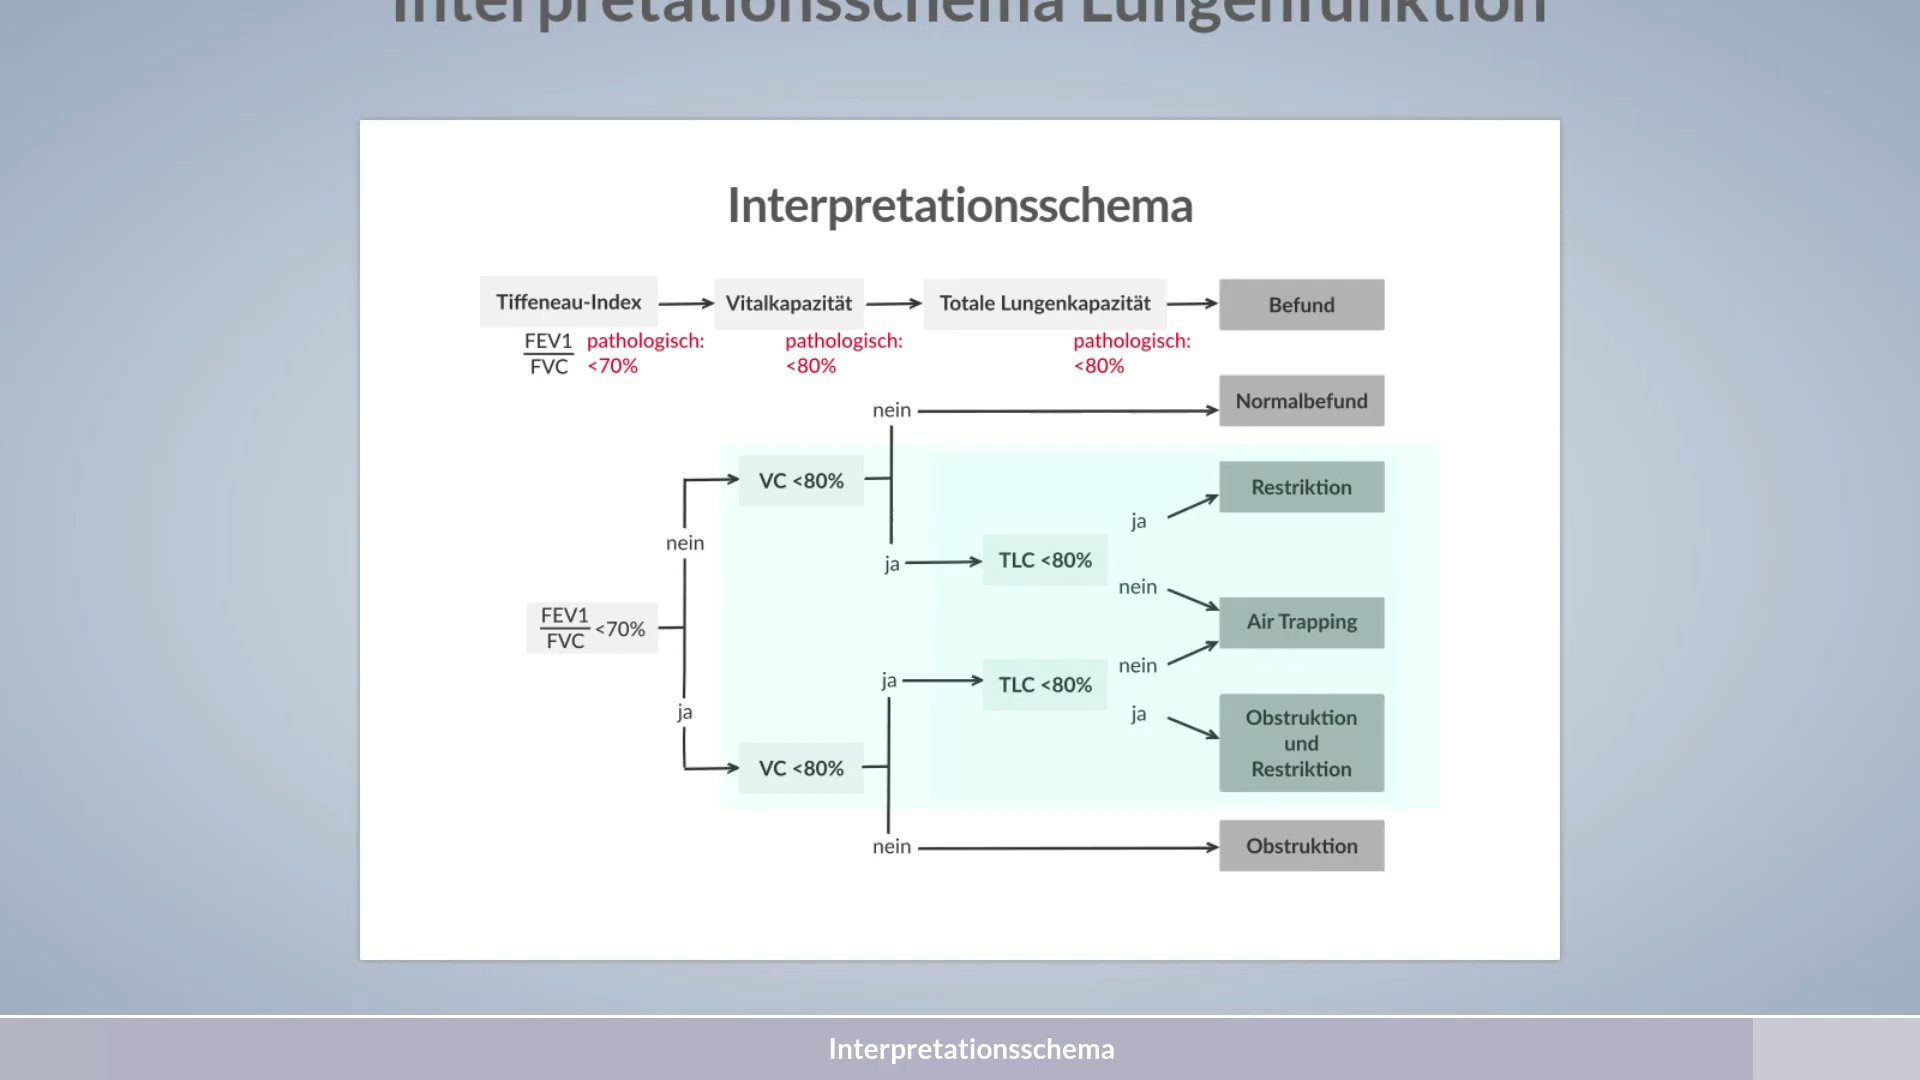 Interpretationsschema Lungenfunktion
Interpretationsschema
Tiffeneau-Index
Vitalkapazität
Totale Lungenkapazität
Befund
FEV1
FVC
pathologisch:
<70%
pathologisch:
<80%
pathologisch:
<80%
nein
Normalbefund
VC <80%
Restriktion
ja
nein
ja
TLC <80%
nein
FEV1
FVC
<70%
Air Trapping
nein
ja
TLC <80%
ja
ja
Obstruktion
und
Restriktion
VC <80%
nein
Obstruktion
Interpretationsschema